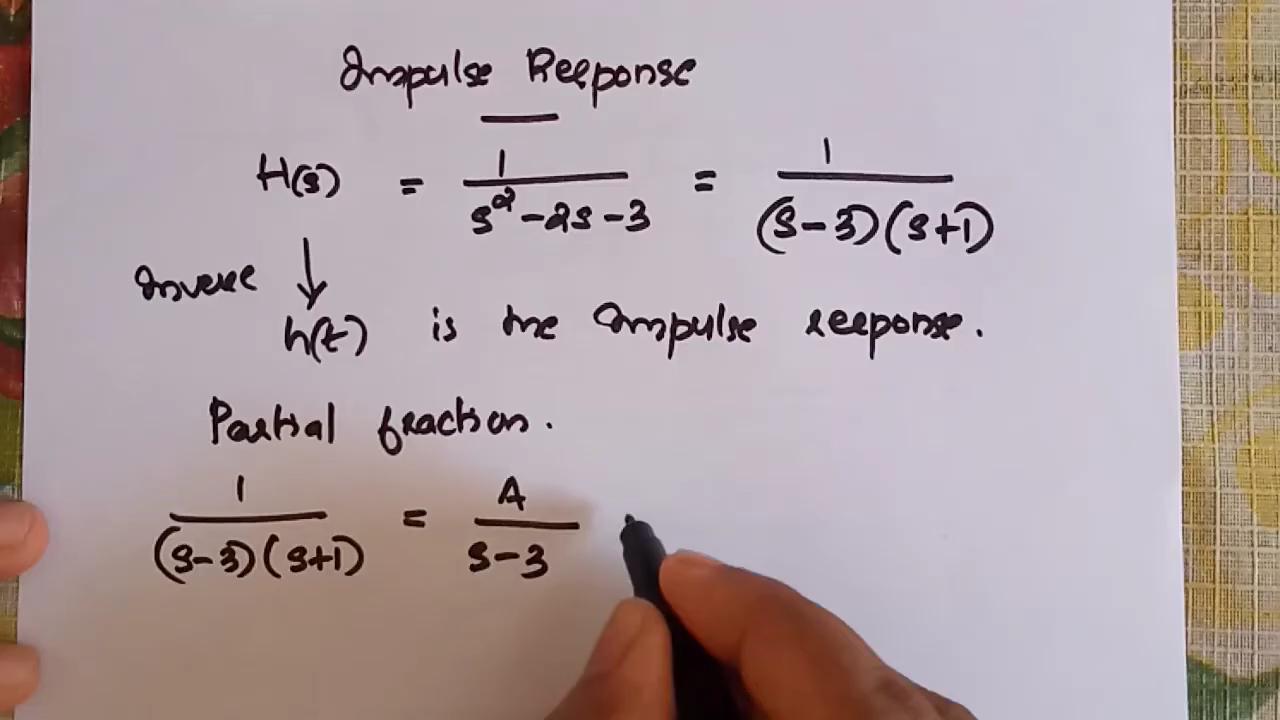 Impulse Response
H(s) = 1/(s² - 2s - 3) = 1/((s-3)(s+1))
Inverse ↓
h(t) is the impulse response.
Partial fraction.
1/((s-3)(s+1)) = A/(s-3)